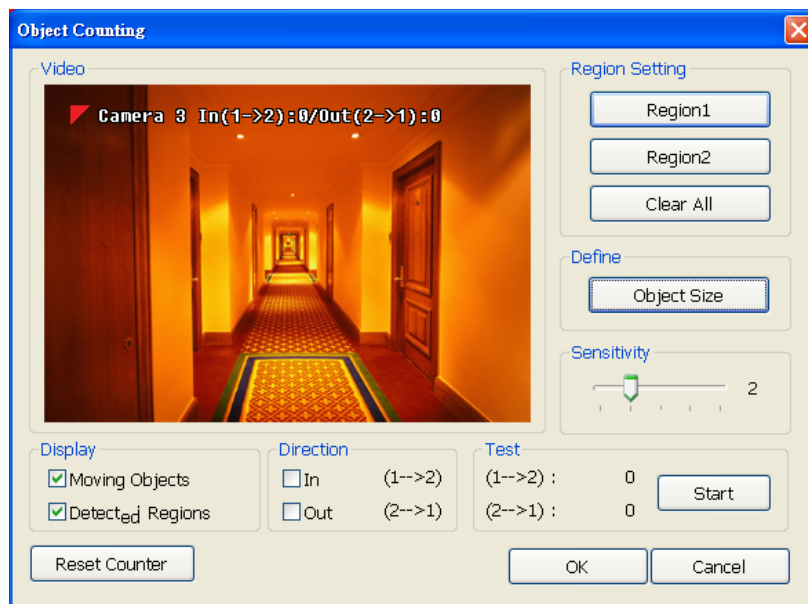 Object Counting
Video
Camera 3 In(1->2):0/Out(2->1):0
Region Setting
Region1
Region2
Clear All
Define
Object Size
Sensitivity
2
Display
Moving Objects
Detected Regions
Direction
In (1-->2)
Out (2-->1)
Test
(1-->2) : 0
(2-->1) : 0
Start
Reset Counter
OK
Cancel